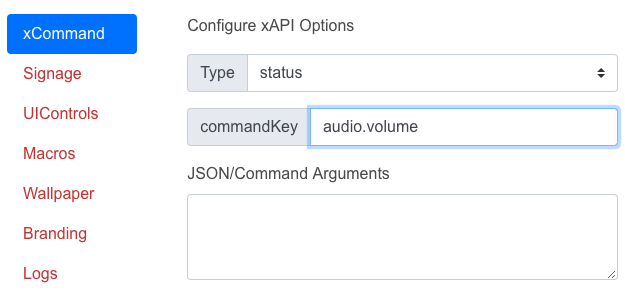 xCommand
Signage
UIControls
Macros
Wallpaper
Branding
Logs
Configure xAPI Options
Type status
commandKey audio.volume
JSON/Command Arguments